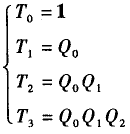 T₀ = 1
T₁ = Q₀
T₂ = Q₀Q₁
T₃ = Q₀Q₁Q₂